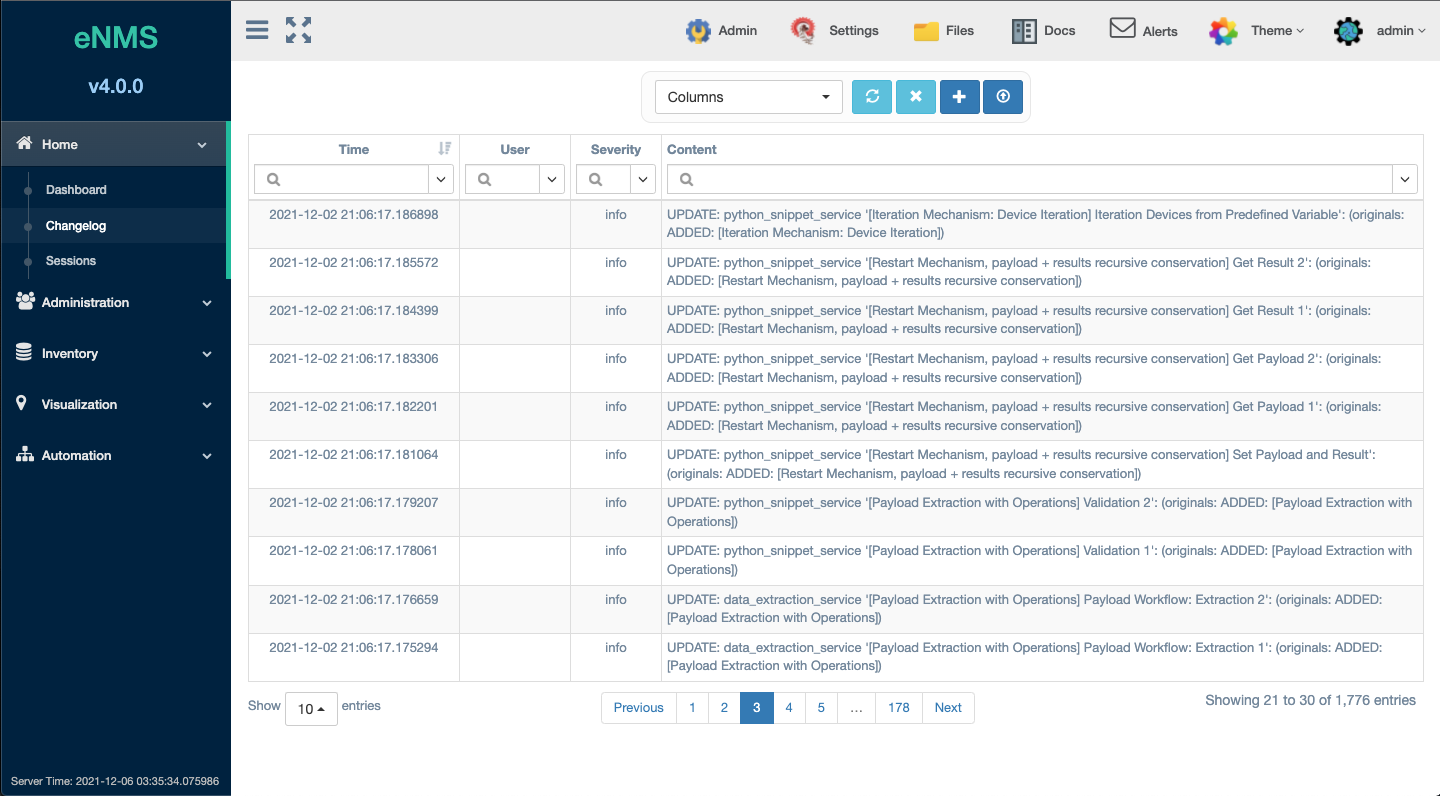 eNMS
v4.0.0
Home
Dashboard
Changelog
Sessions
Administration
Inventory
Visualization
Automation
Server Time: 2021-12-06 03:35:34.075986
Admin
Settings
Files
Docs
Alerts
Theme
admin
Columns
Time
User
Severity
Content
2021-12-02 21:06:17.186898
info
UPDATE: python_snippet_service '[Iteration Mechanism: Device Iteration] Iteration Devices from Predefined Variable': (originals:
ADDED: [Iteration Mechanism: Device Iteration])
2021-12-02 21:06:17.185572
info
UPDATE: python_snippet_service '[Restart Mechanism, payload + results recursive conservation] Get Result 2': (originals:
ADDED: [Restart Mechanism, payload + results recursive conservation])
2021-12-02 21:06:17.184399
info
UPDATE: python_snippet_service '[Restart Mechanism, payload + results recursive conservation] Get Result 1': (originals:
ADDED: [Restart Mechanism, payload + results recursive conservation])
2021-12-02 21:06:17.183306
info
UPDATE: python_snippet_service '[Restart Mechanism, payload + results recursive conservation] Get Payload 2': (originals:
ADDED: [Restart Mechanism, payload + results recursive conservation])
2021-12-02 21:06:17.182201
info
UPDATE: python_snippet_service '[Restart Mechanism, payload + results recursive conservation] Get Payload 1': (originals:
ADDED: [Restart Mechanism, payload + results recursive conservation])
2021-12-02 21:06:17.181064
info
UPDATE: python_snippet_service '[Restart Mechanism, payload + results recursive conservation] Set Payload and Result':
(originals: ADDED: [Restart Mechanism, payload + results recursive conservation])
2021-12-02 21:06:17.179207
info
UPDATE: python_snippet_service '[Payload Extraction with Operations] Validation 2': (originals: ADDED: [Payload Extraction with
Operations])
2021-12-02 21:06:17.178061
info
UPDATE: python_snippet_service '[Payload Extraction with Operations] Validation 1': (originals: ADDED: [Payload Extraction with
Operations])
2021-12-02 21:06:17.176659
info
UPDATE: data_extraction_service '[Payload Extraction with Operations] Payload Workflow: Extraction 2': (originals: ADDED:
[Payload Extraction with Operations])
2021-12-02 21:06:17.175294
info
UPDATE: data_extraction_service '[Payload Extraction with Operations] Payload Workflow: Extraction 1': (originals: ADDED:
[Payload Extraction with Operations])
Show 10 entries
Previous 1 2 3 4 5 … 178 Next
Showing 21 to 30 of 1,776 entries